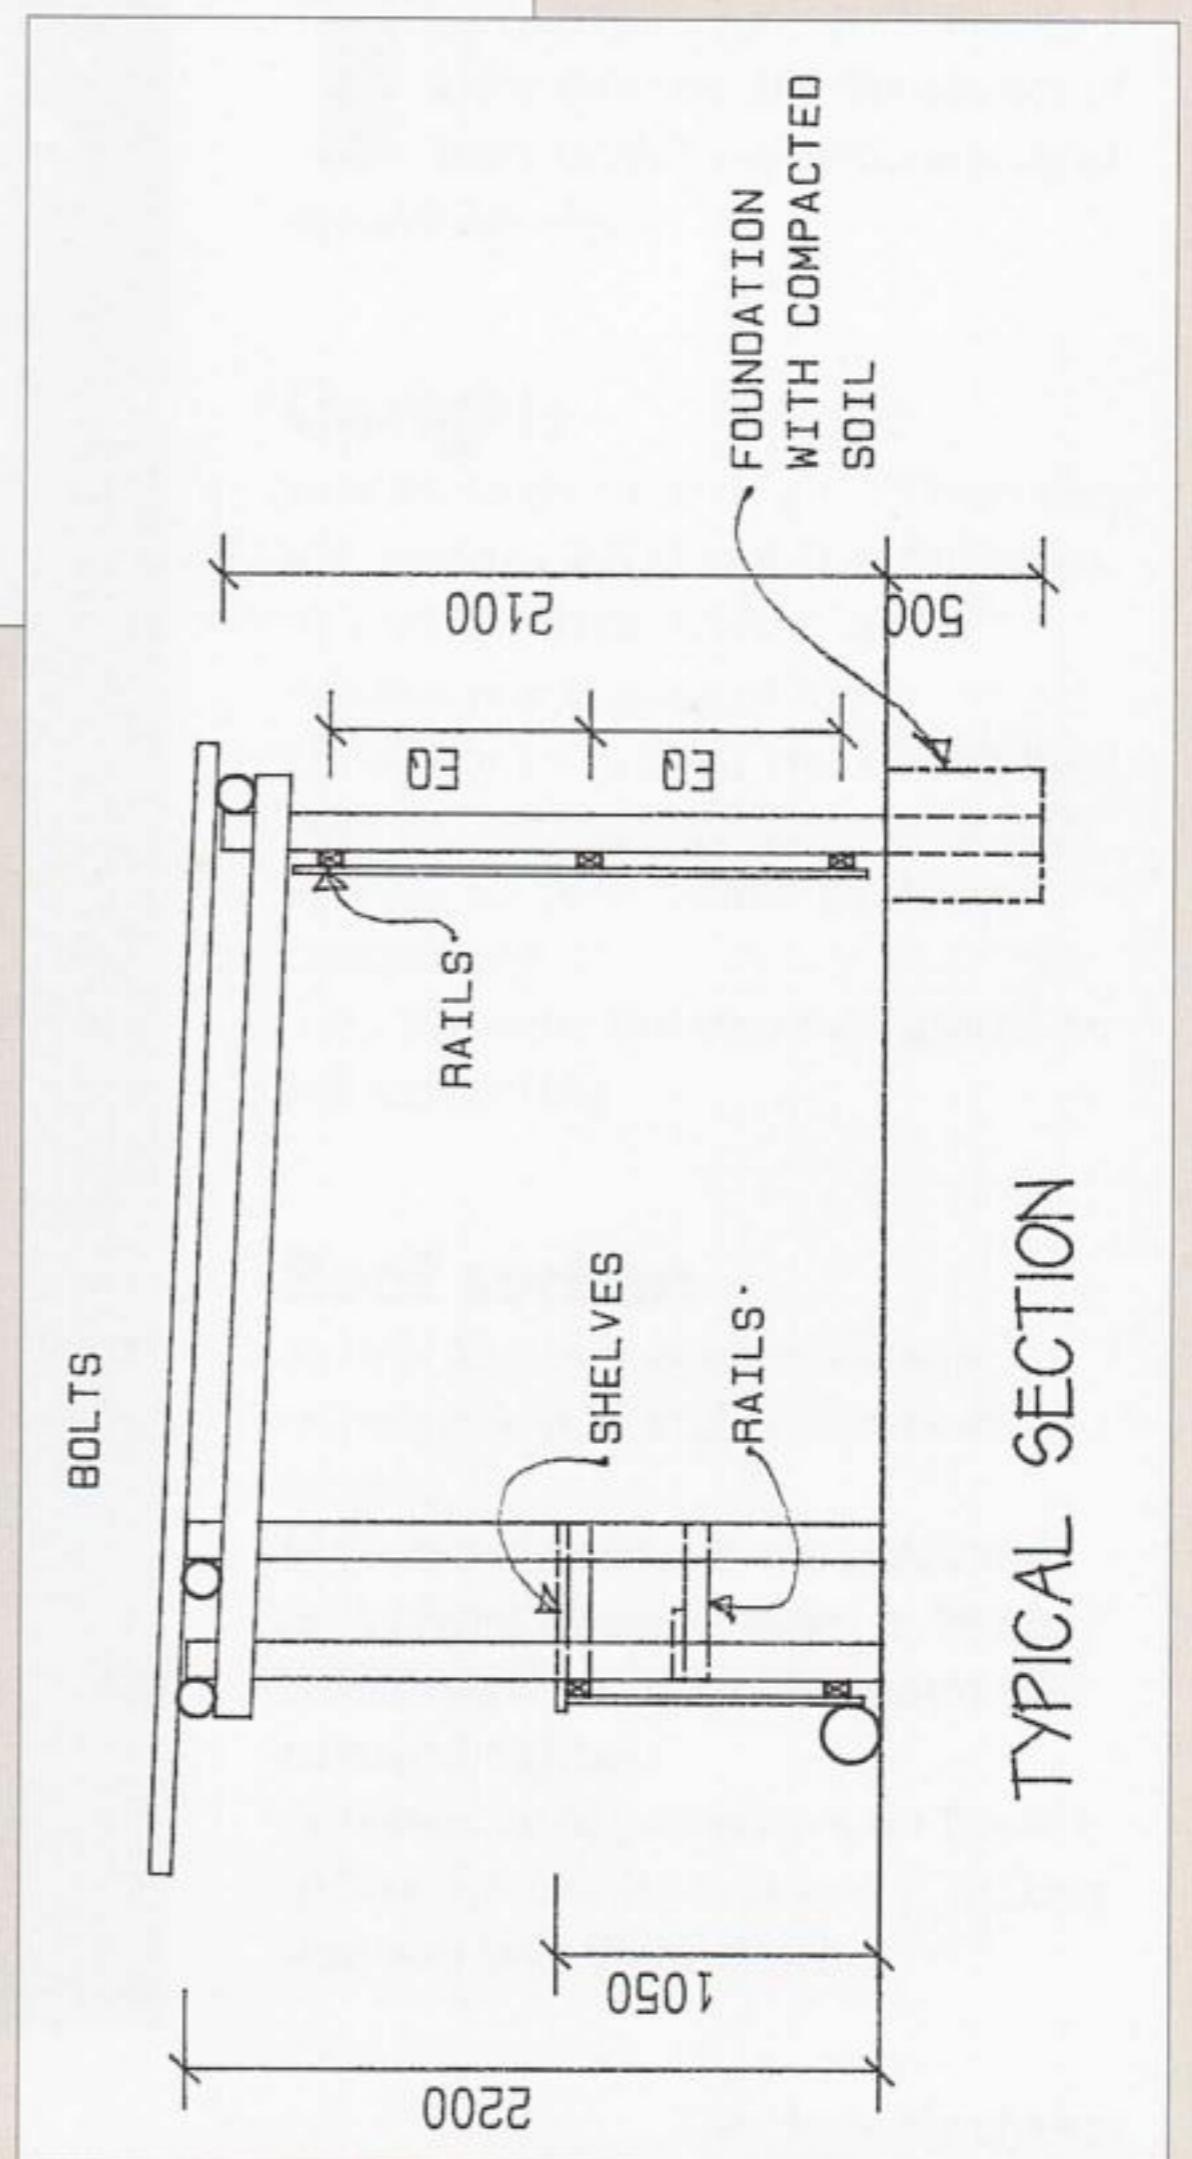 BOLTS
2100
FOUNDATION
WITH COMPACTED
SOIL
500
EQ
EQ
RAILS
SHELVES
RAILS
2200
1050
TYPICAL SECTION